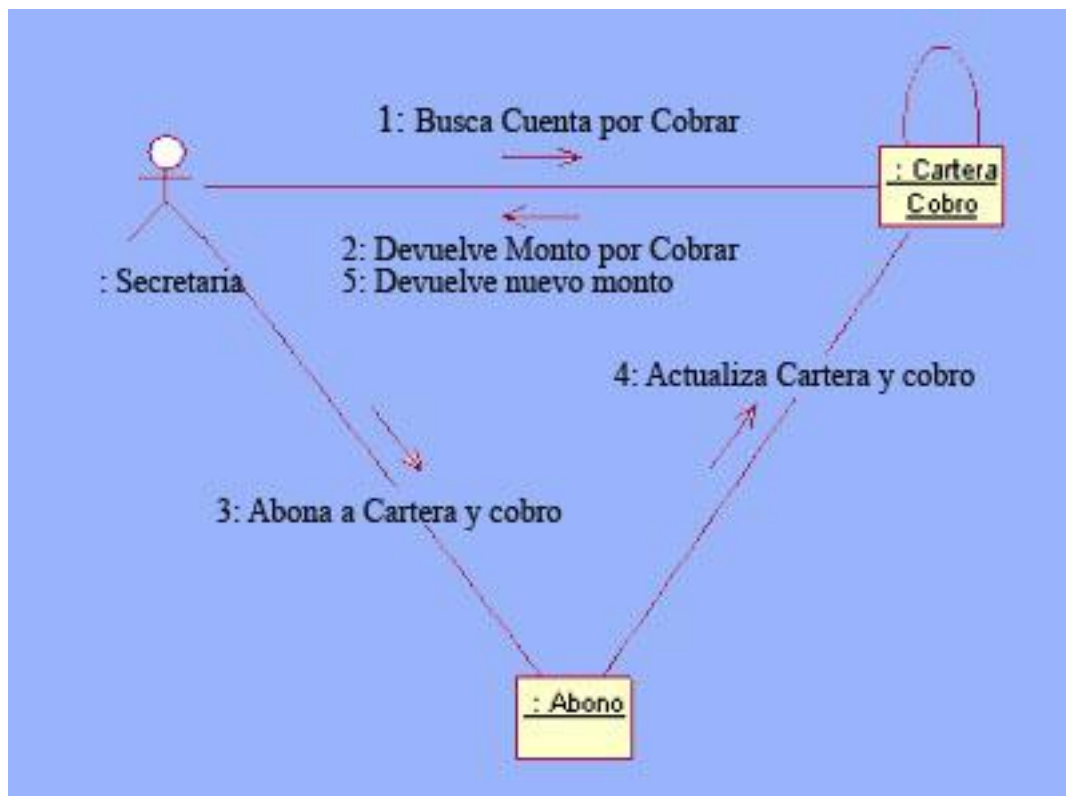 1: Busca Cuenta por Cobrar
: Cartera
Cobro
2: Devuelve Monto por Cobrar
5: Devuelve nuevo monto
: Secretaria
4: Actualiza Cartera y cobro
3: Abona a Cartera y cobro
: Abono